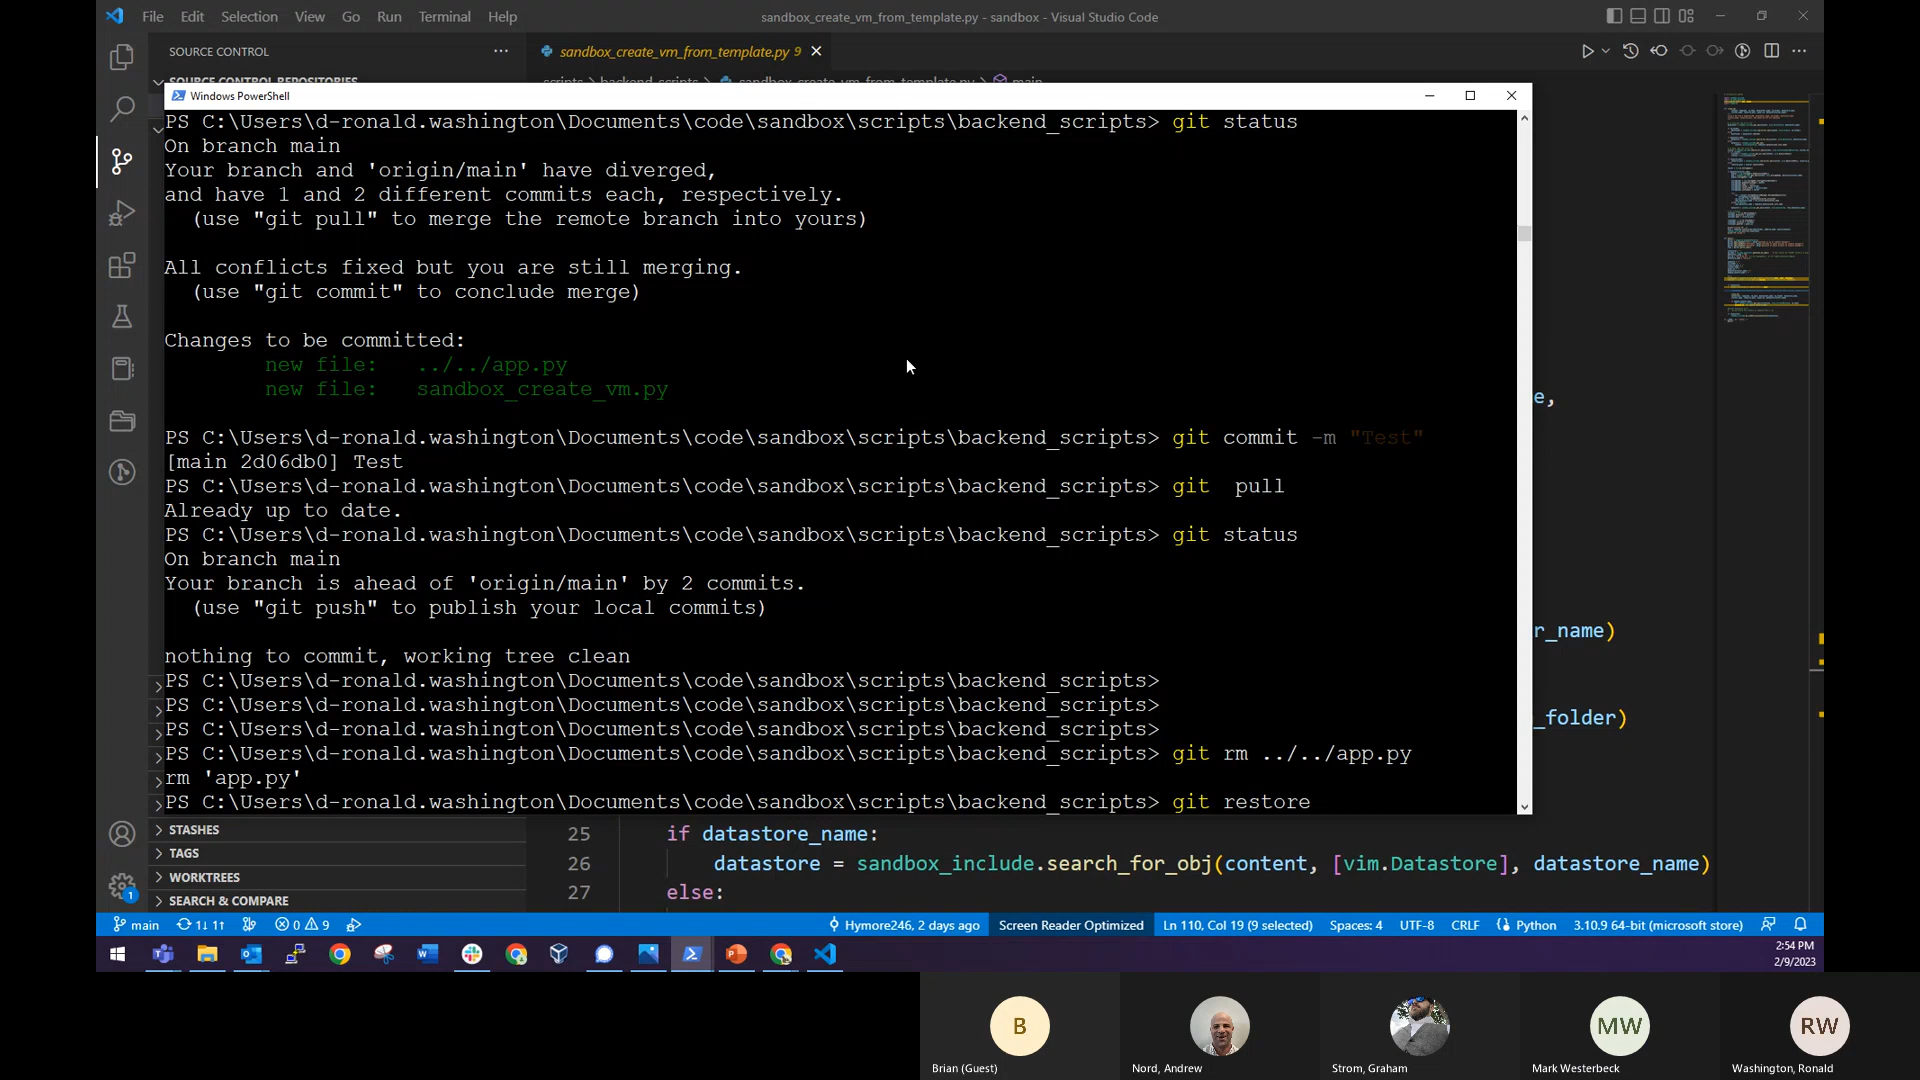 File Edit Selection View Go Run Terminal Help
sandbox_create_vm_from_template.py - sandbox - Visual Studio Code
SOURCE CONTROL
sandbox_create_vm_from_template.py 9
SOURCE CONTROL REPOSITORIES
scripts > backend_scripts > sandbox_create_vm_from_template.py > main
Windows PowerShell
PS C:\Users\d-ronald.washington\Documents\code\sandbox\scripts\backend_scripts> git status
On branch main
Your branch and 'origin/main' have diverged,
and have 1 and 2 different commits each, respectively.
(use "git pull" to merge the remote branch into yours)
All conflicts fixed but you are still merging.
(use "git commit" to conclude merge)
Changes to be committed:
new file: ../../app.py
new file: sandbox_create_vm.py
PS C:\Users\d-ronald.washington\Documents\code\sandbox\scripts\backend_scripts> git commit -m "Test"
[main 2d06db0] Test
PS C:\Users\d-ronald.washington\Documents\code\sandbox\scripts\backend_scripts> git  pull
Already up to date.
PS C:\Users\d-ronald.washington\Documents\code\sandbox\scripts\backend_scripts> git status
On branch main
Your branch is ahead of 'origin/main' by 2 commits.
(use "git push" to publish your local commits)
nothing to commit, working tree clean
PS C:\Users\d-ronald.washington\Documents\code\sandbox\scripts\backend_scripts>
PS C:\Users\d-ronald.washington\Documents\code\sandbox\scripts\backend_scripts>
PS C:\Users\d-ronald.washington\Documents\code\sandbox\scripts\backend_scripts>
PS C:\Users\d-ronald.washington\Documents\code\sandbox\scripts\backend_scripts> git rm ../../app.py
rm 'app.py'
PS C:\Users\d-ronald.washington\Documents\code\sandbox\scripts\backend_scripts> git restore
e,
r_name)
_folder)
STASHES
TAGS
WORKTREES
SEARCH & COMPARE
25 if datastore_name:
26 datastore = sandbox_include.search_for_obj(content, [vim.Datastore], datastore_name)
27 else:
1
main 1↓ 1↑ 0 9 Hymore246, 2 days ago Screen Reader Optimized Ln 110, Col 19 (9 selected) Spaces: 4 UTF-8 CRLF Python 3.10.9 64-bit (microsoft store)
2:54 PM
2/9/2023
B
MW
RW
Brian (Guest)
Nord, Andrew
Strom, Graham
Mark Westerbeck
Washington, Ronald